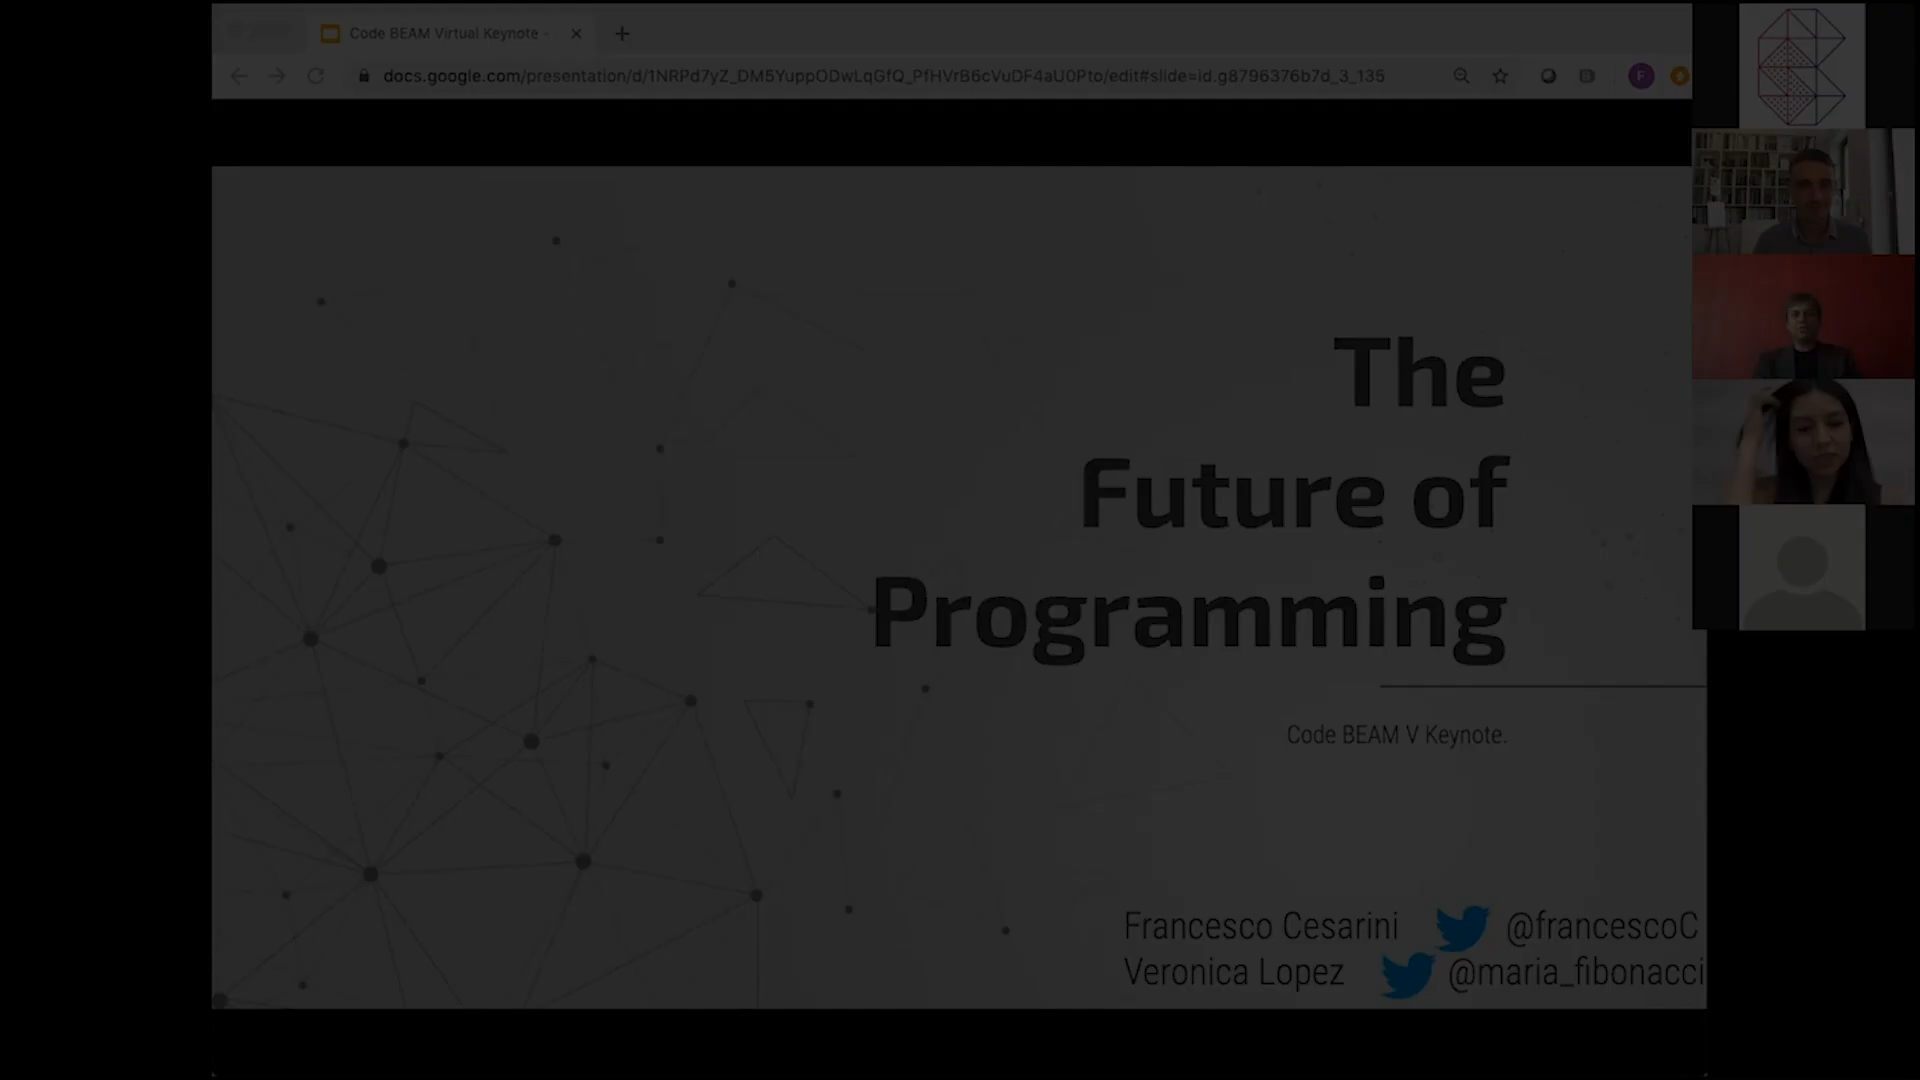 Code BEAM Virtual Keynote -
docs.google.com/presentation/d/1NRPd7yZ_DM5YuppODwLqGfQ_PfHVrB6cVuDF4aU0Pto/edit#slide=id.g8796376b7d_3_135
F
The
Future of
Programming
Code BEAM V Keynote.
Francesco Cesarini @francescoC
Veronica Lopez @maria_fibonacci